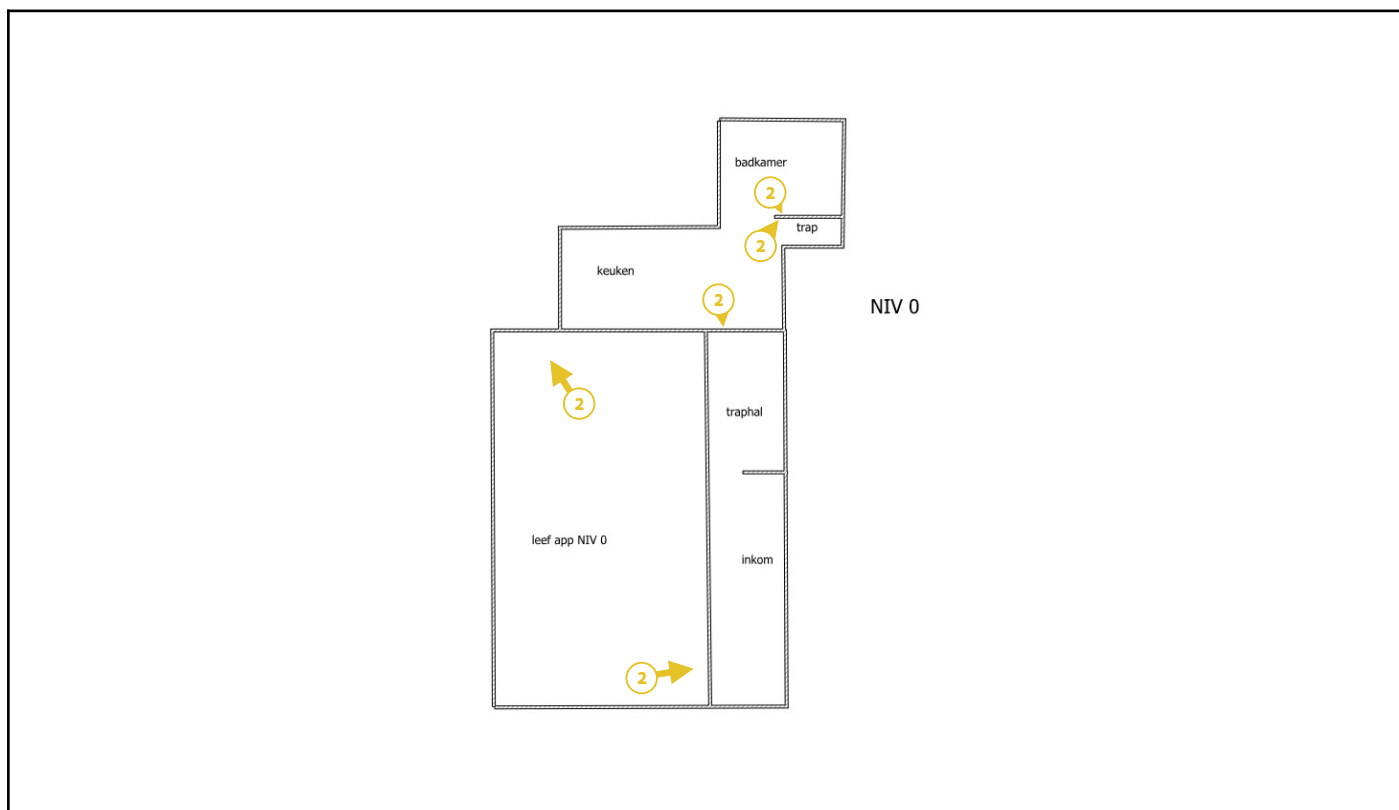 badkamer
2
trap
2
keuken
2
NIV 0
2
traphal
leef app NIV 0
inkom
2